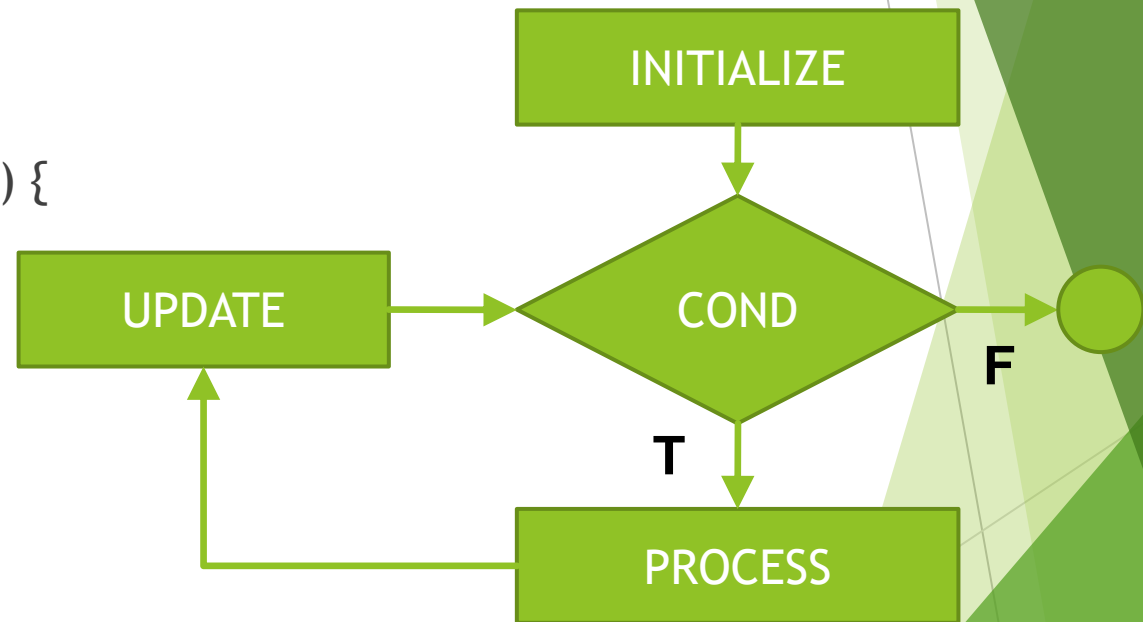 INITIALIZE
) {
UPDATE
COND
F
T
PROCESS